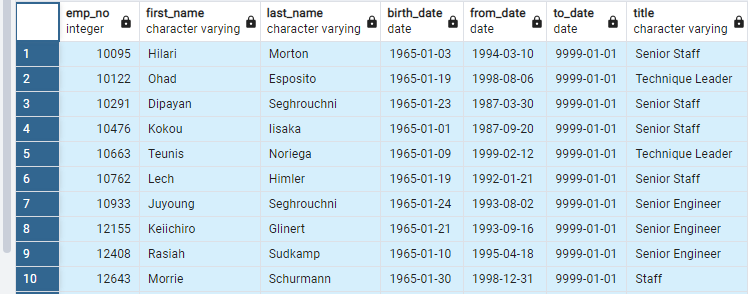 emp_no first_name last_name birth_date from_date to_date title
integer character varying character varying date date date character varying
1 10095 Hilari Morton 1965-01-03 1994-03-10 9999-01-01 Senior Staff
2 10122 Ohad Esposito 1965-01-19 1998-08-06 9999-01-01 Technique Leader
3 10291 Dipayan Seghrouchni 1965-01-23 1987-03-30 9999-01-01 Senior Staff
4 10476 Kokou Iisaka 1965-01-01 1987-09-20 9999-01-01 Senior Staff
5 10663 Teunis Noriega 1965-01-09 1999-02-12 9999-01-01 Technique Leader
6 10762 Lech Himler 1965-01-19 1992-01-21 9999-01-01 Senior Staff
7 10933 Juyoung Seghrouchni 1965-01-24 1993-08-02 9999-01-01 Senior Engineer
8 12155 Keiichiro Glinert 1965-01-21 1993-09-16 9999-01-01 Senior Engineer
9 12408 Rasiah Sudkamp 1965-01-10 1995-04-18 9999-01-01 Senior Engineer
10 12643 Morrie Schurmann 1965-01-30 1998-12-31 9999-01-01 Staff